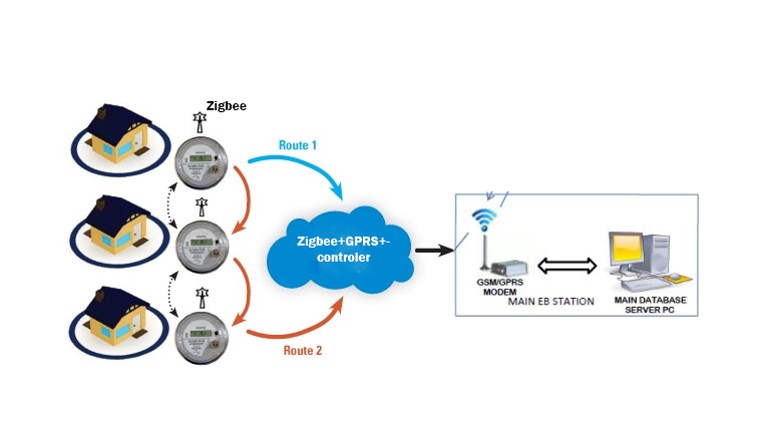 Zigbee
Route 1
Zigbee+GPRS+-
controler
GSM/GPRS
MODEM
MAIN EB STATION
MAIN DATABASE
SERVER PC
Route 2